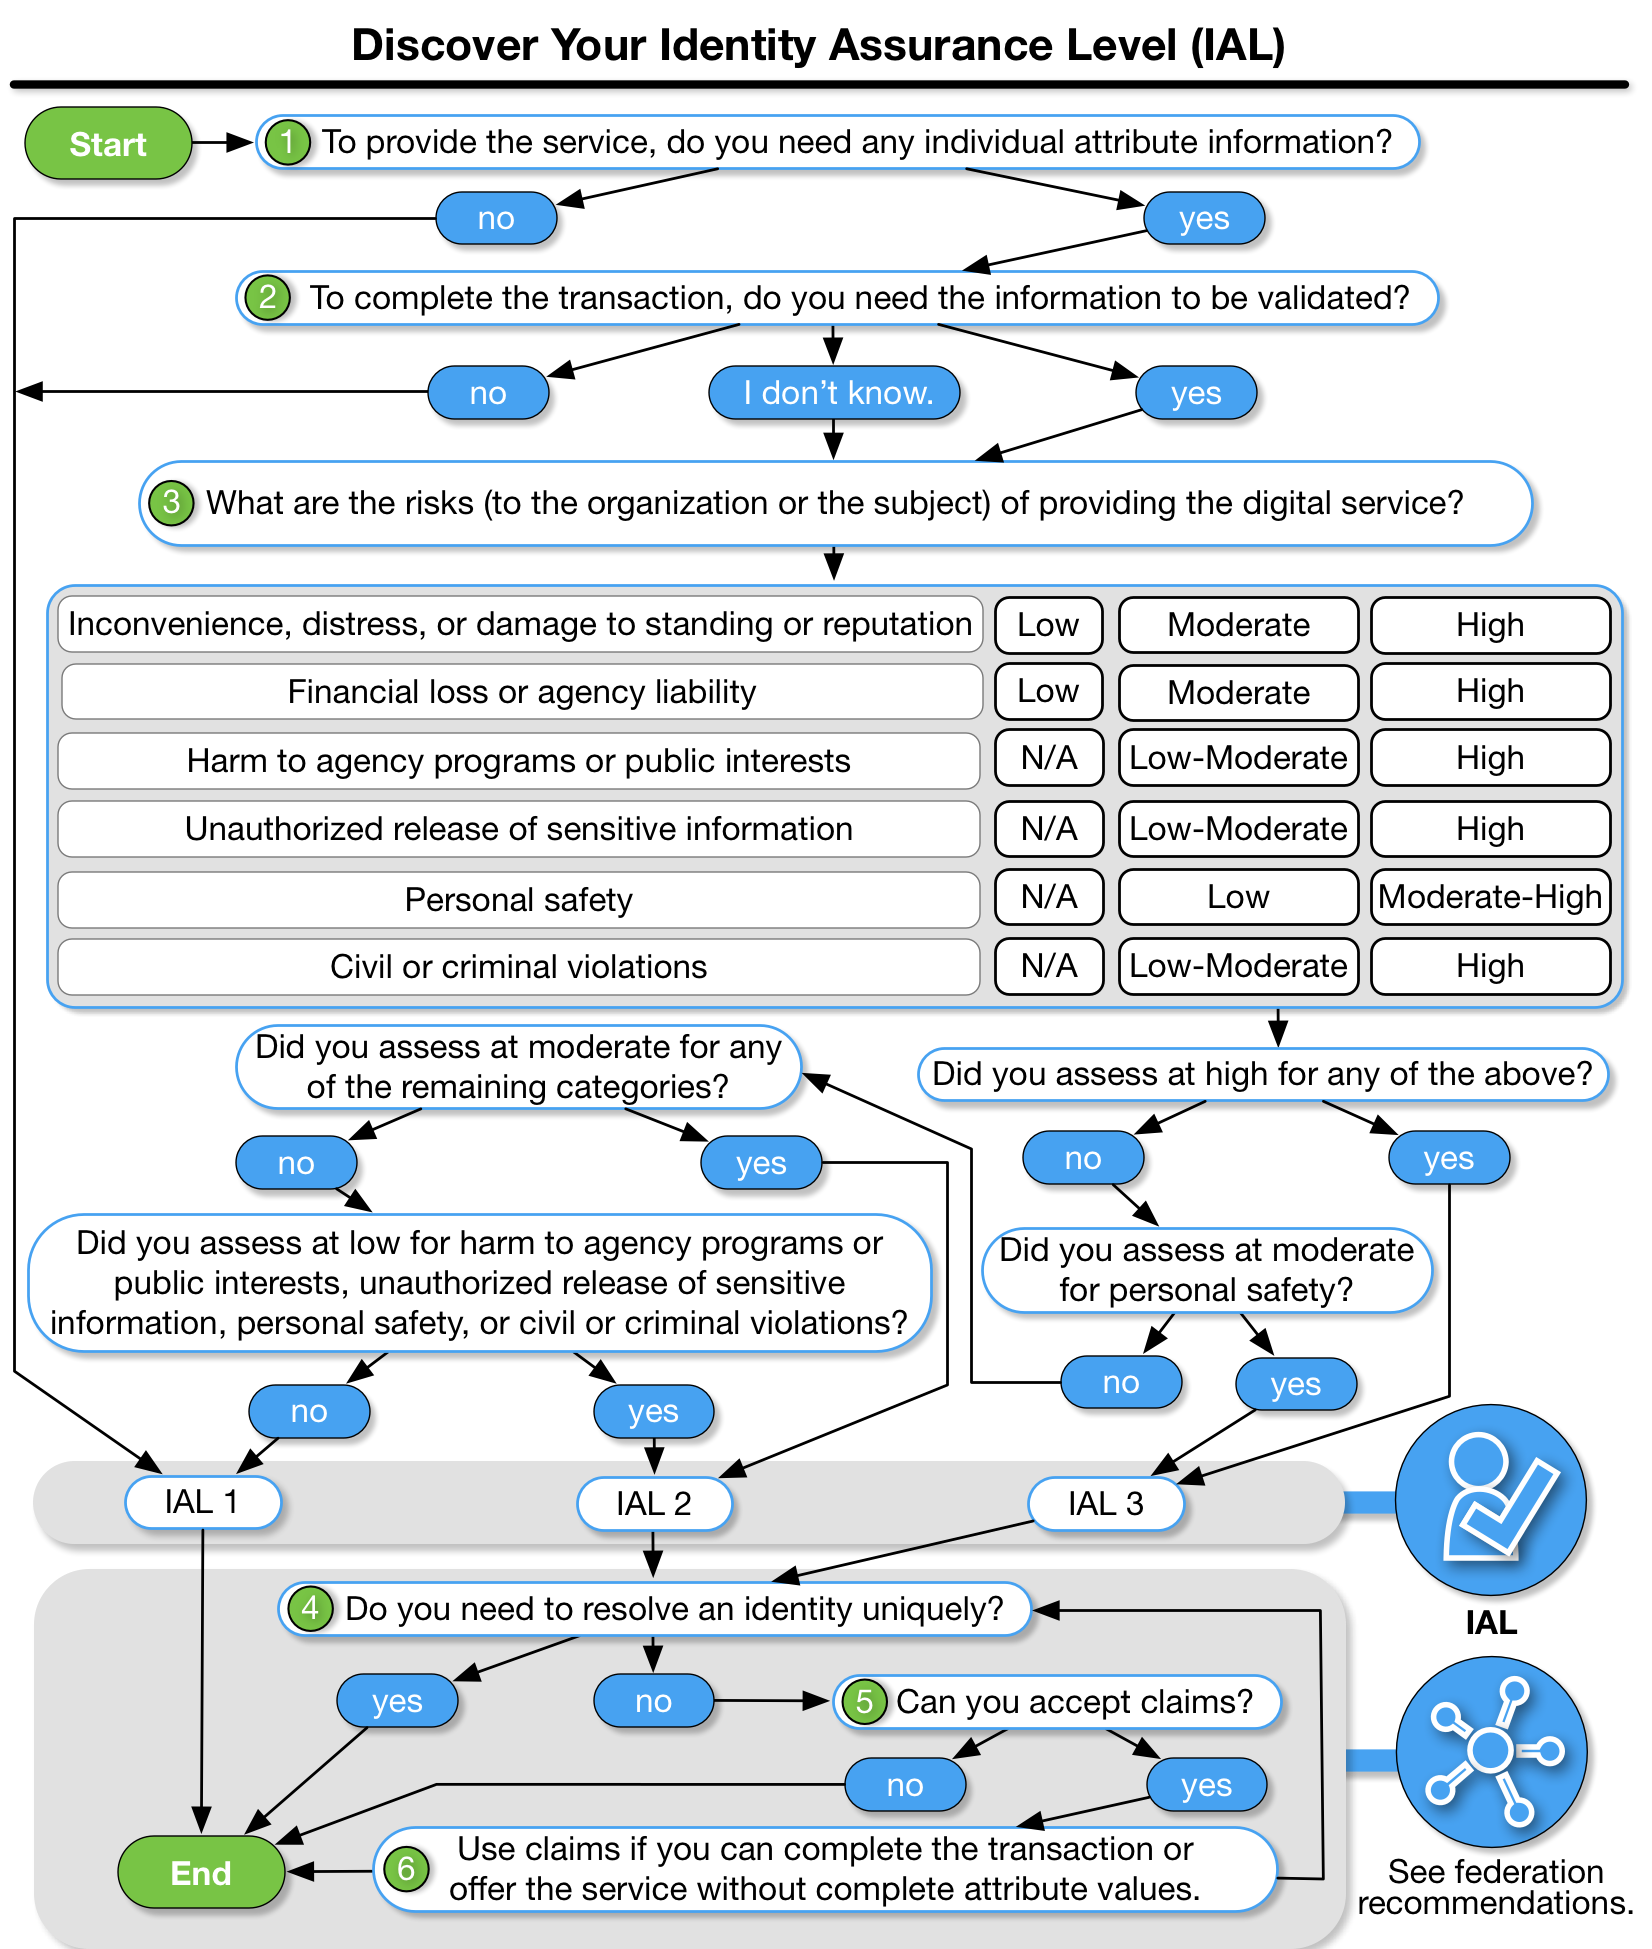 Discover Your Identity Assurance Level (IAL)
Start
1 To provide the service, do you need any individual attribute information?
no
yes
2 To complete the transaction, do you need the information to be validated?
no
I don’t know.
yes
3 What are the risks (to the organization or the subject) of providing the digital service?
Inconvenience, distress, or damage to standing or reputation Low Moderate High
Financial loss or agency liability Low Moderate High
Harm to agency programs or public interests N/A Low-Moderate High
Unauthorized release of sensitive information N/A Low-Moderate High
Personal safety N/A Low Moderate-High
Civil or criminal violations N/A Low-Moderate High
Did you assess at high for any of the above?
no
yes
Did you assess at moderate
for personal safety?
no
yes
Did you assess at moderate for any
of the remaining categories?
no
yes
Did you assess at low for harm to agency programs or
public interests, unauthorized release of sensitive
information, personal safety, or civil or criminal violations?
no
yes
IAL 1
IAL 2
IAL 3
IAL
4 Do you need to resolve an identity uniquely?
yes
no
5 Can you accept claims?
no
yes
6 Use claims if you can complete the transaction or
offer the service without complete attribute values.
End
See federation
recommendations.